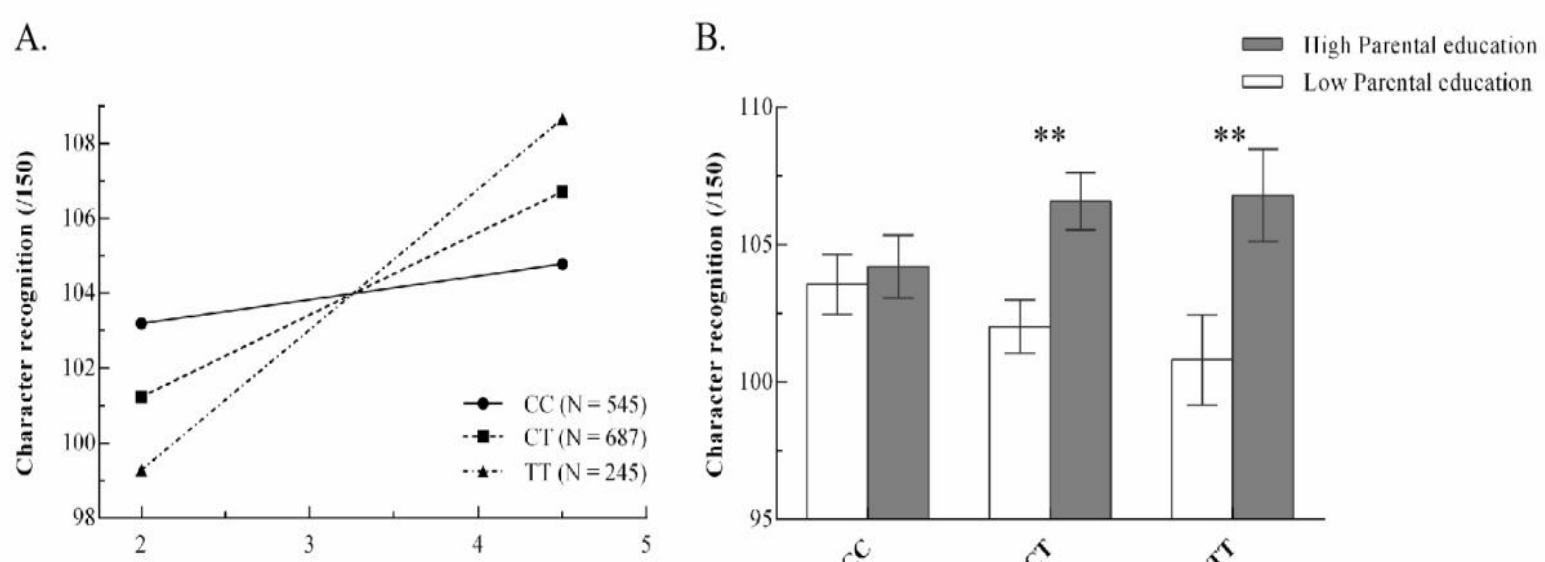 A.
Character recognition (/150)
108
106
104
102
100
98
2 3 4 5
CC (N = 545)
CT (N = 687)
TT (N = 245)
B.
High Parental education
Low Parental education
Character recognition (/150)
110
105
100
95
** **
CC CT TT